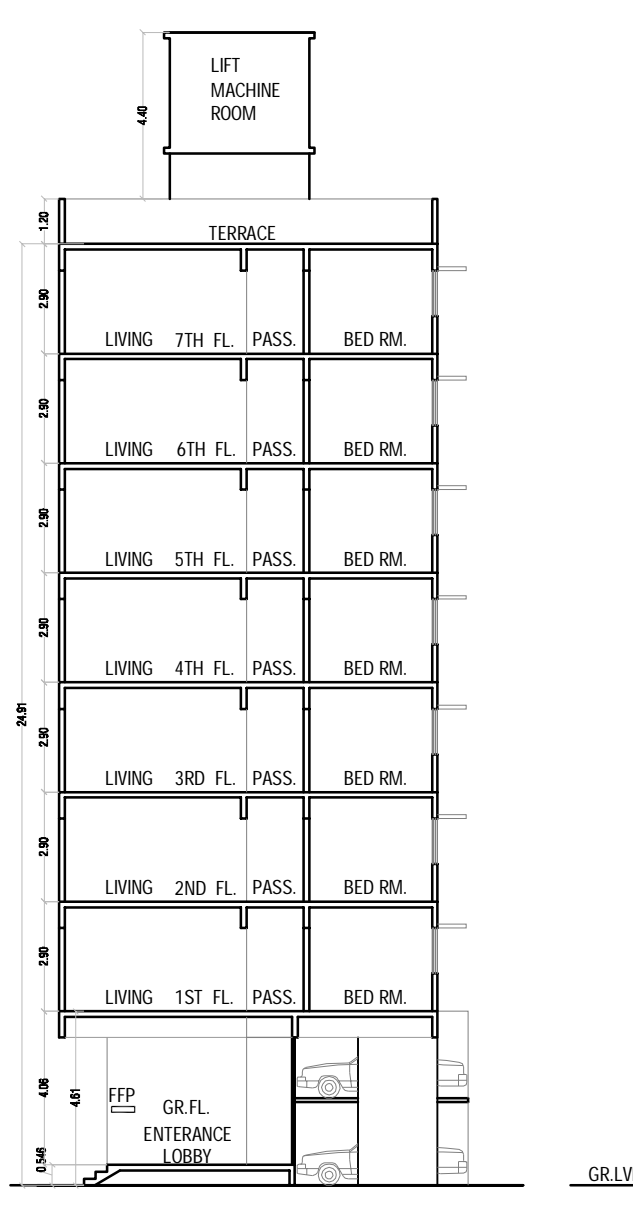 LIFT
MACHINE
ROOM
4.40
1.20
TERRACE
2.90
LIVING 7TH FL. PASS. BED RM.
2.90
LIVING 6TH FL. PASS. BED RM.
2.90
LIVING 5TH FL. PASS. BED RM.
2.90
LIVING 4TH FL. PASS. BED RM.
24.91
2.90
LIVING 3RD FL. PASS. BED RM.
2.90
LIVING 2ND FL. PASS. BED RM.
2.90
LIVING 1ST FL. PASS. BED RM.
4.06
4.61
FFP
GR.FL.
ENTERANCE
LOBBY
0.546